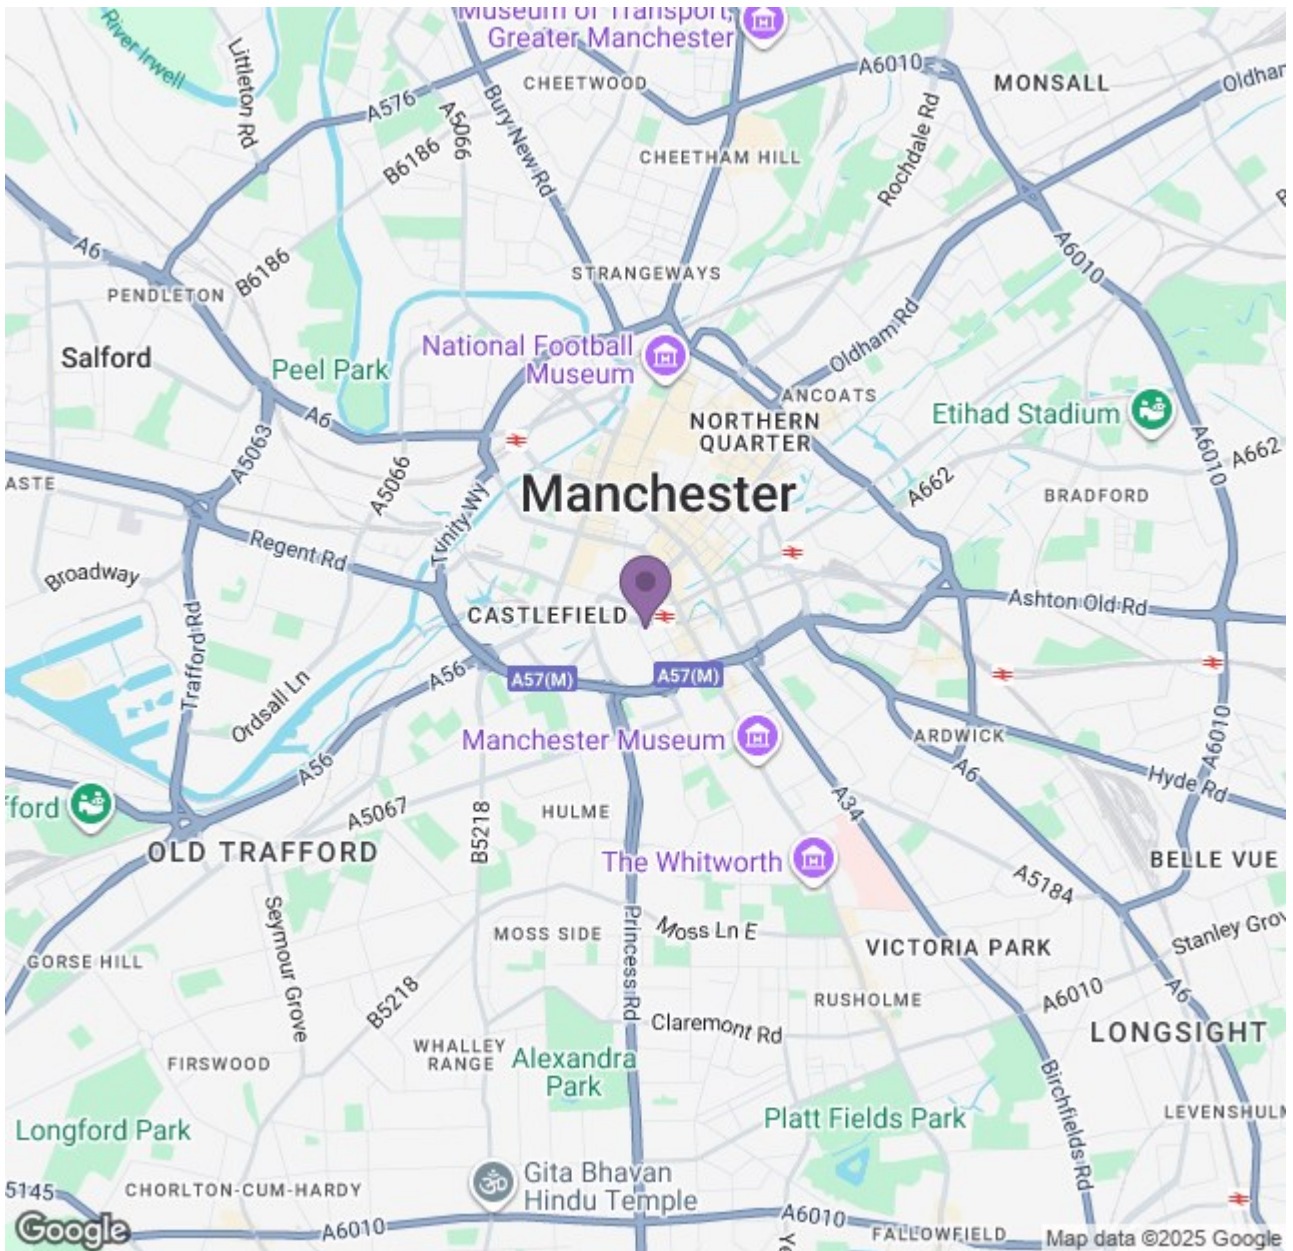 Museum of Transport,
Greater Manchester
River Irwell
Littleton Rd
A576
A5066
B6186
CHEETWOOD
Bury New Rd
A6010
MONSALL
Rochdale Rd
CHEETHAM HILL
A6
B6186
PENDLETON
STRANGEWAYS
A6010
Salford
Peel Park
National Football
Museum
Oldham Rd
ANCOATS
NORTHERN
QUARTER
Etihad Stadium
A6
A5063
A5066
A6010
A662
A662
ASTE
Manchester
BRADFORD
Trinity Wy
Regent Rd
Broadway
CASTLEFIELD
Ashton Old Rd
Trafford Rd
Ordsall Ln
A56
A57(M)
A57(M)
A6010
Manchester Museum
ARDWICK
A56
A6
Hyde Rd
fford
A5067
B5218
HULME
A34
OLD TRAFFORD
The Whitworth
BELLE VUE
A5184
Seymour Grove
MOSS SIDE
Princess Rd
Moss Ln E
VICTORIA PARK
Stanley Grov
GORSE HILL
B5218
RUSHOLME
A6010
A6
Claremont Rd
LONGSIGHT
FIRSWOOD
WHALLEY
RANGE
Alexandra
Park
Birchfields Rd
Longford Park
Platt Fields Park
LEVENSHULM
5145
CHORLTON-CUM-HARDY
Gita Bhavan
Hindu Temple
A6010
A6010
FALLOWFIELD
Google
Map data ©2025 Google